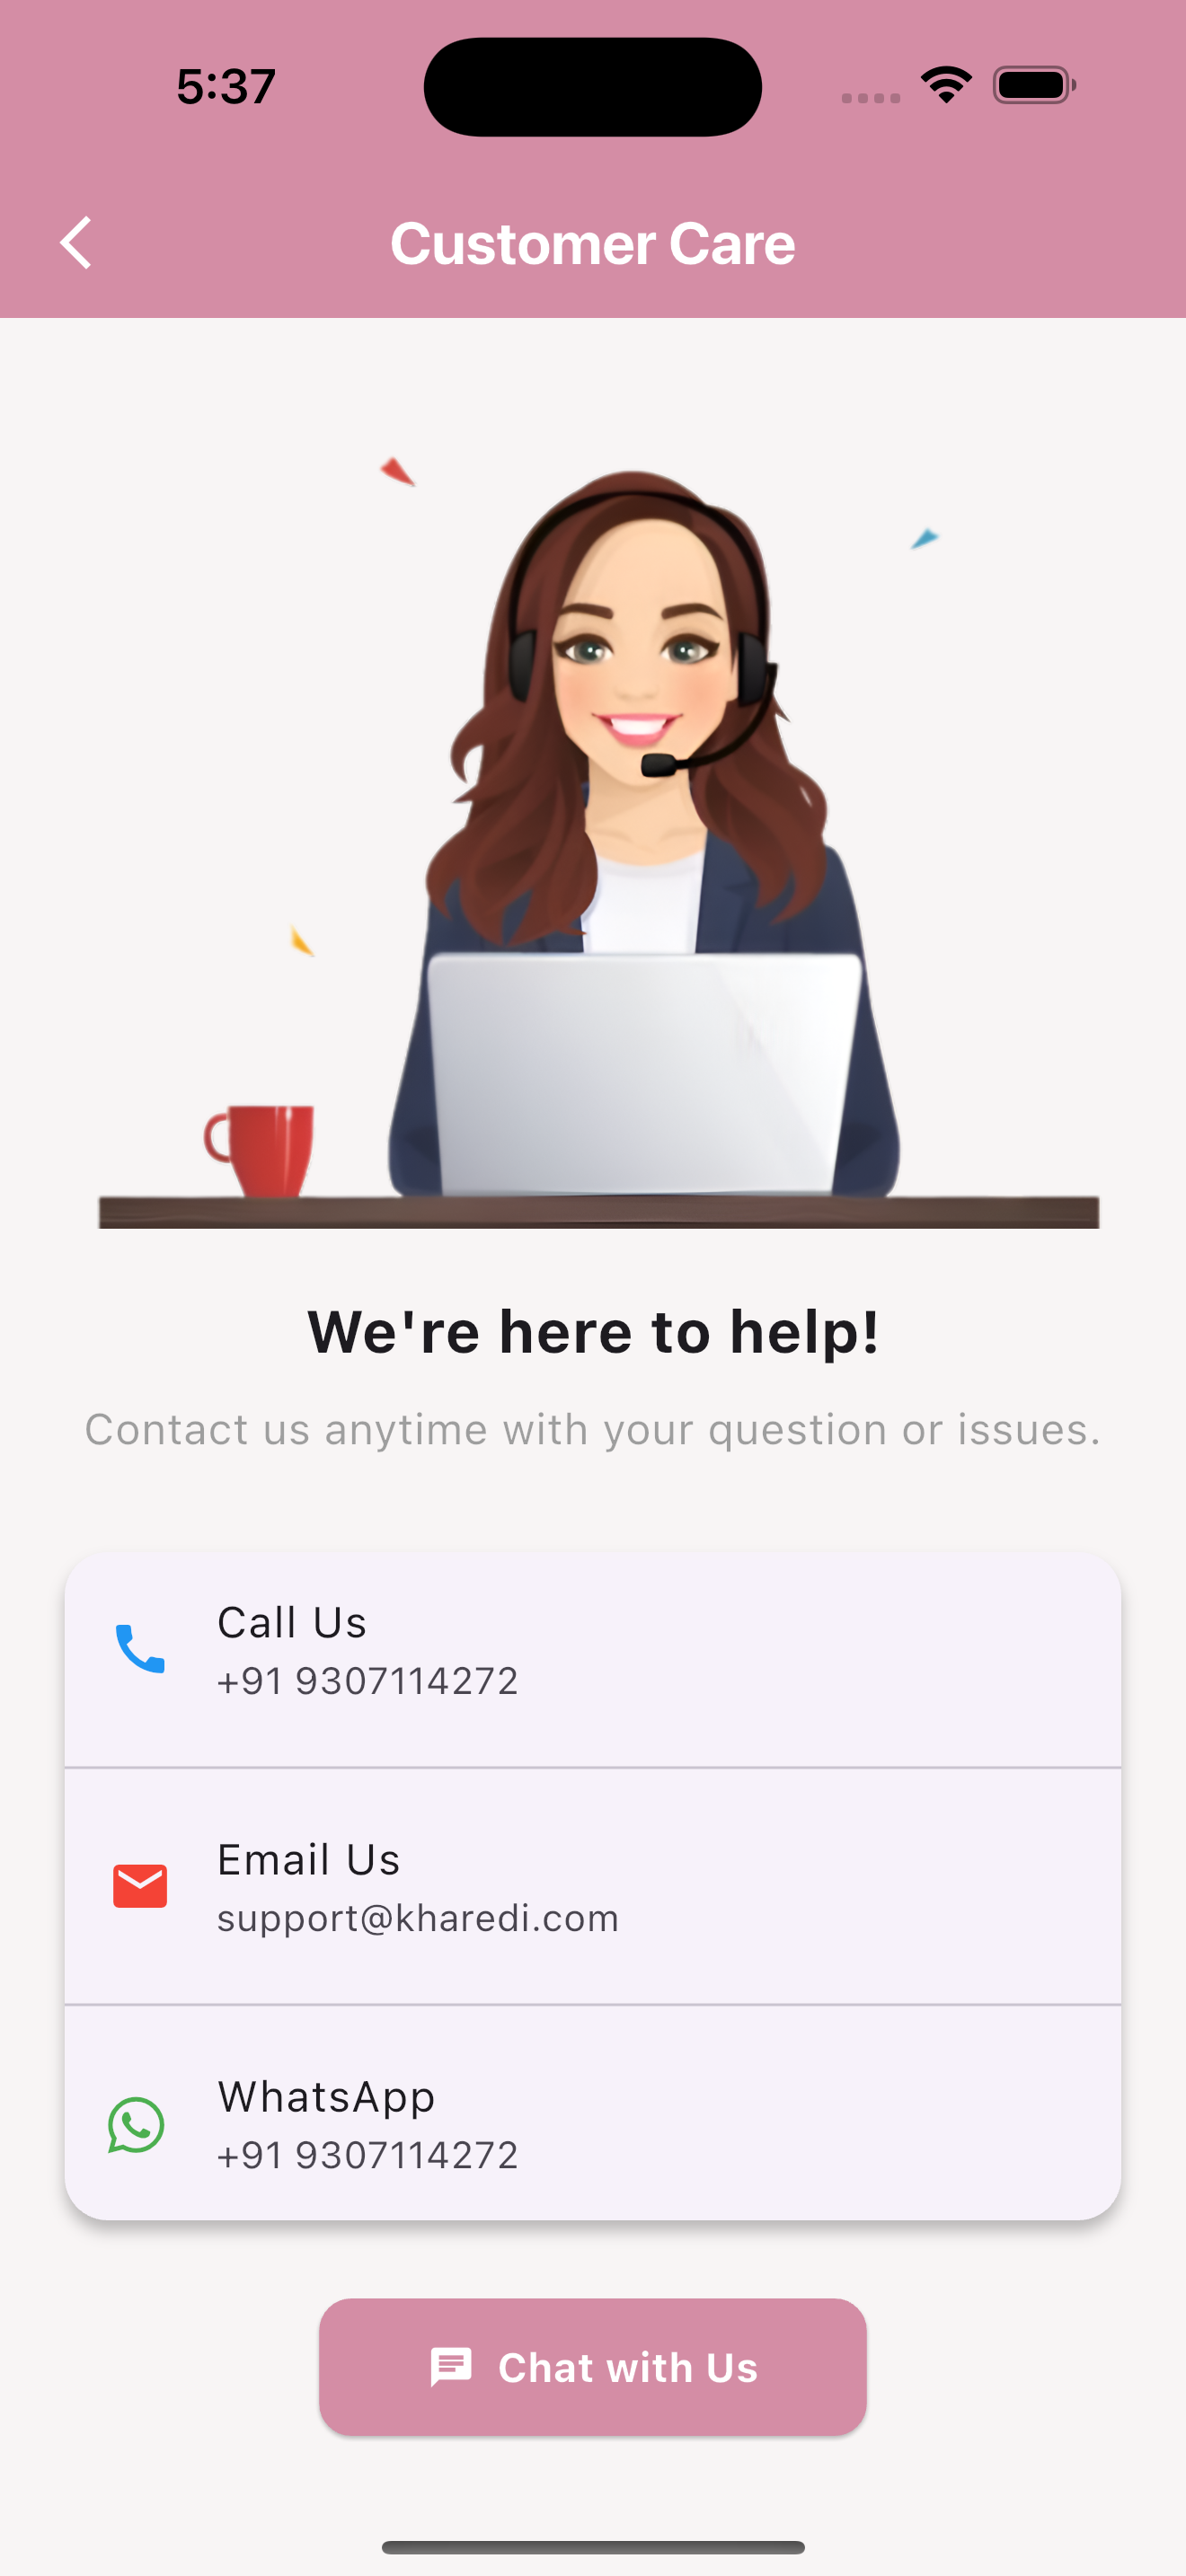 5:37
Customer Care
We're here to help!
Contact us anytime with your question or issues.
Call Us
+91 9307114272
Email Us
support@kharedi.com
WhatsApp
+91 9307114272
Chat with Us